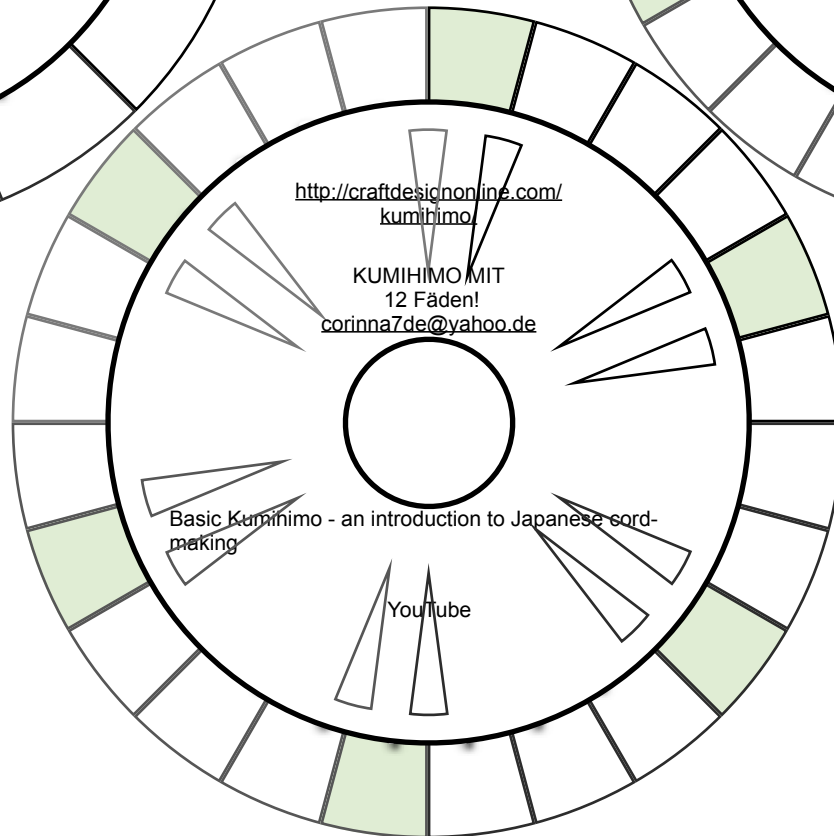 http://craftdesignonline.com/
kumihimo/
KUMIHIMO MIT
12 Fäden!
corinna7de@yahoo.de
Basic Kumihimo - an introduction to Japanese cord-
making
YouTube